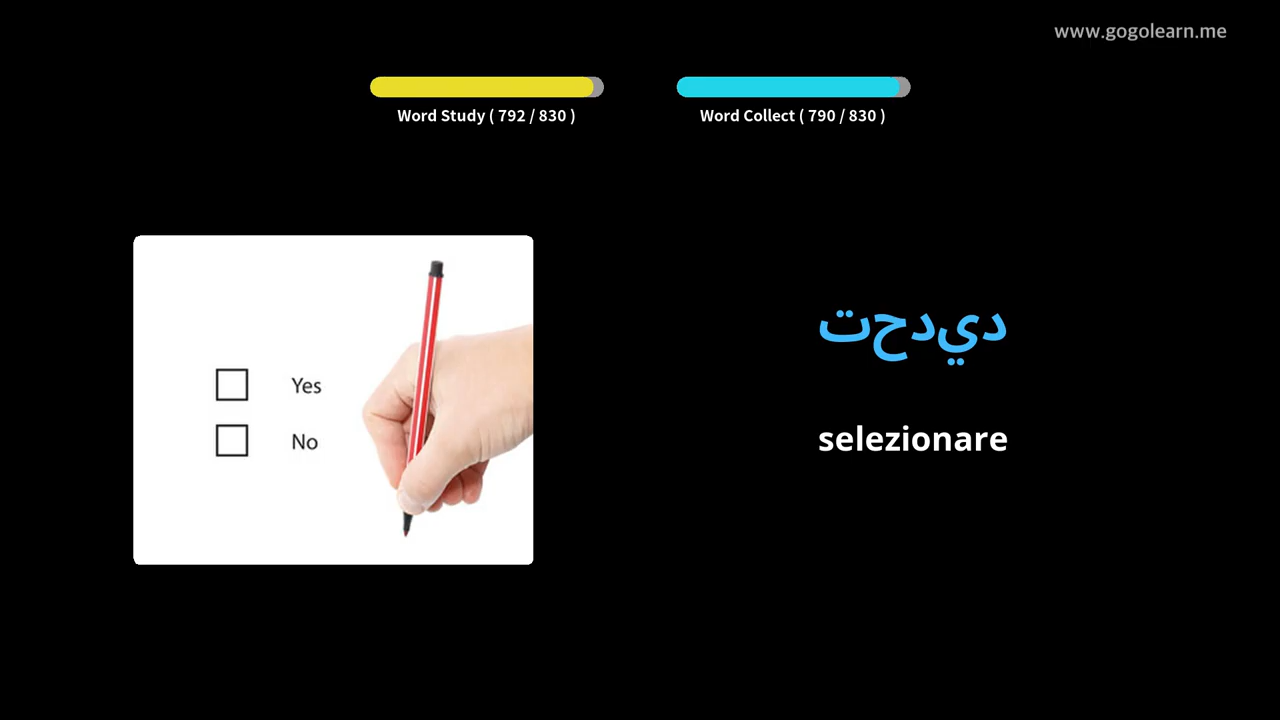 www.gogolearn.me
Word Study ( 792 / 830 )
Word Collect ( 790 / 830 )
Yes
No
تحديد
selezionare